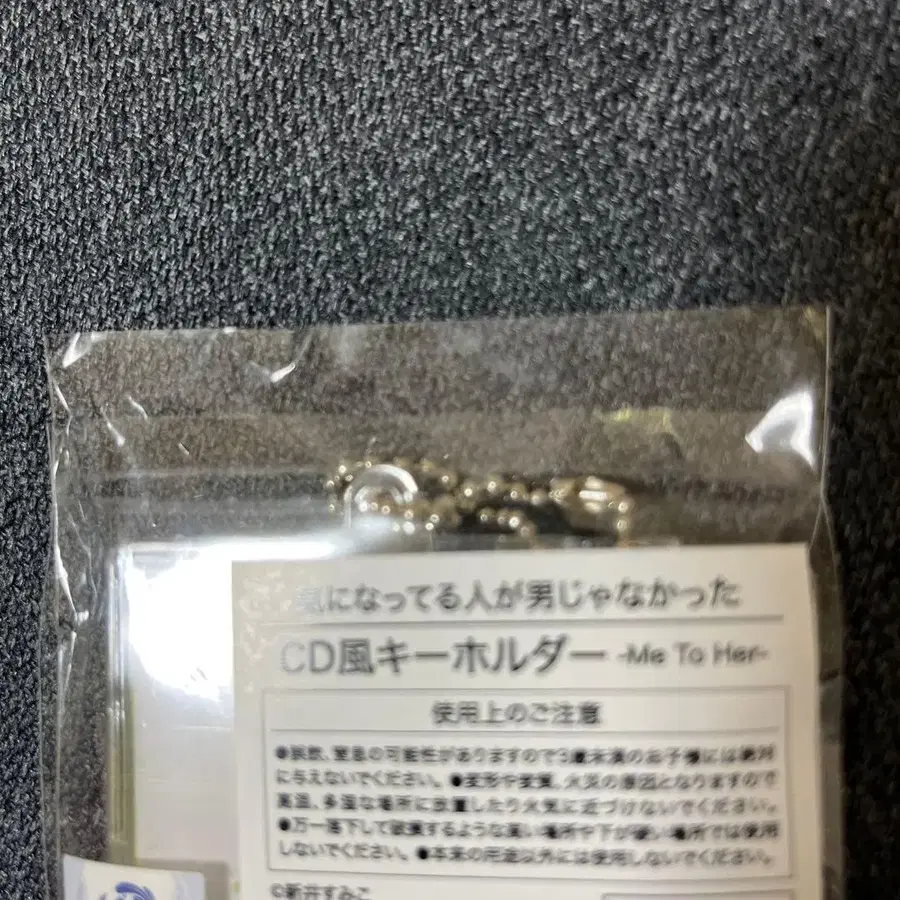 気になってる人が男じゃなかった
CD風キーホルダー -Me To Her-
使用上のご注意
●誤飲、窒息の可能性がありますので3歳未満のお子様には絶対
に与えないでください。●変形や変質、火災の原因となりますので
高温、多湿な場所に放置したり火気に近づけないでください。
●万一落下して破損するような高い場所や下が硬い場所では使用
しないでください。●本来の用途以外には使用しないでください。
©新井すみこ